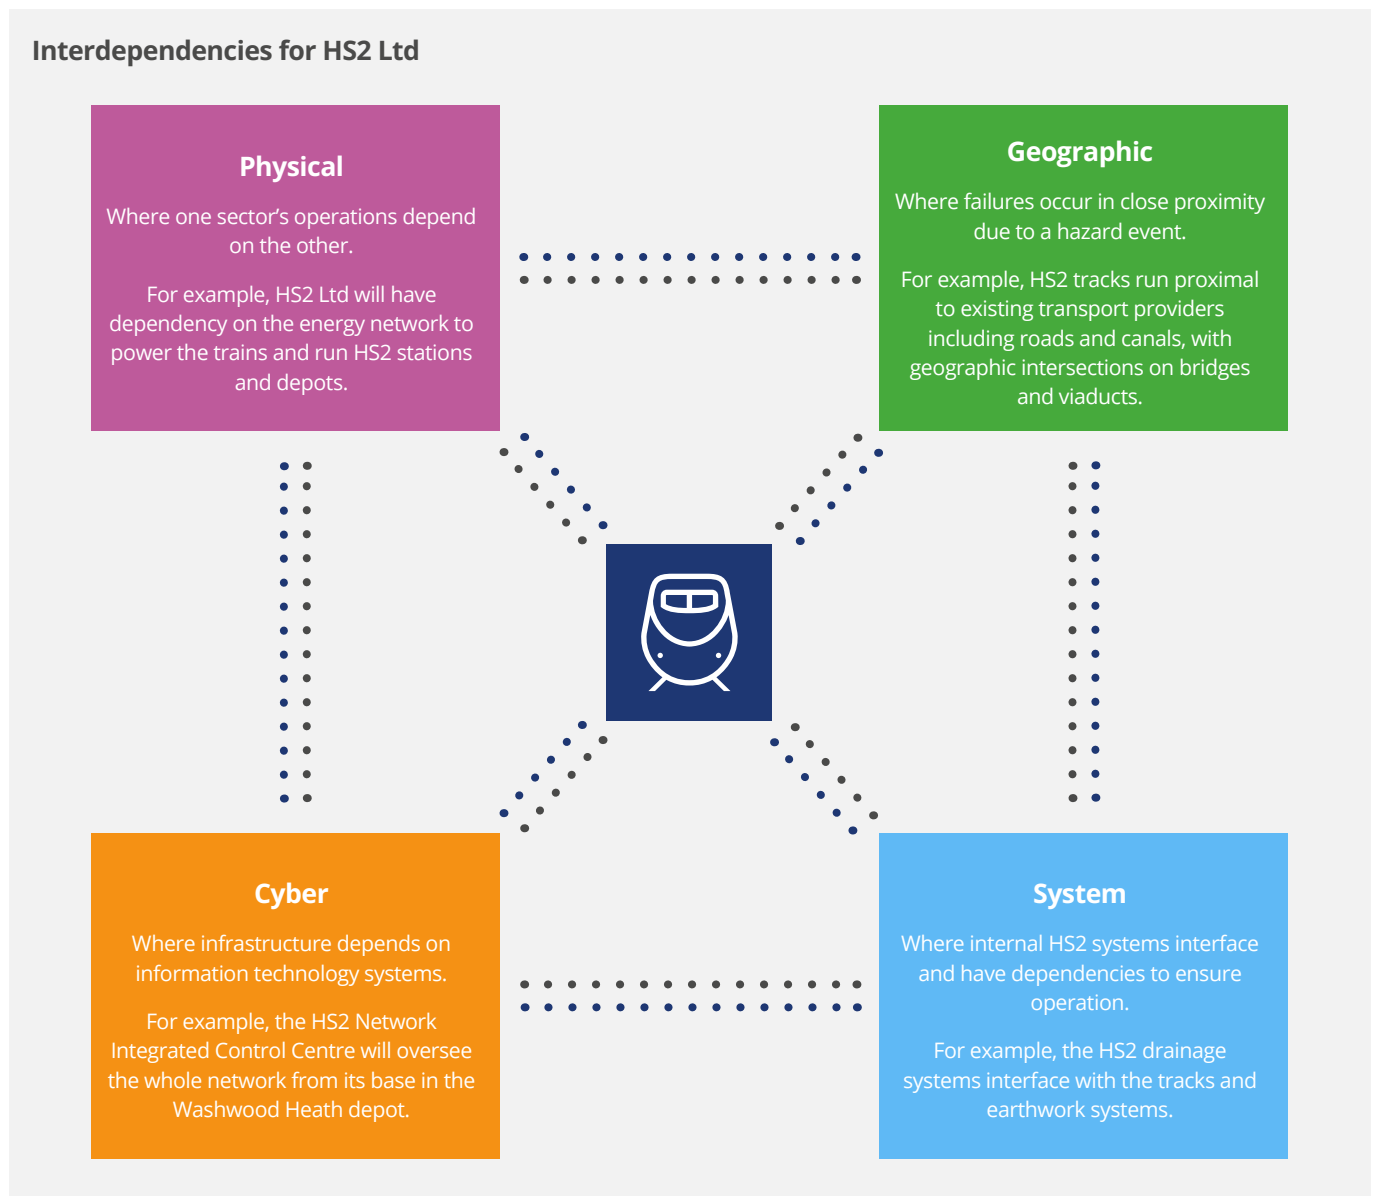 Interdependencies for HS2 Ltd
Physical
Where one sector’s operations depend
on the other.
For example, HS2 Ltd will have
dependency on the energy network to
power the trains and run HS2 stations
and depots.
Geographic
Where failures occur in close proximity
due to a hazard event.
For example, HS2 tracks run proximal
to existing transport providers
including roads and canals, with
geographic intersections on bridges
and viaducts.
Cyber
Where infrastructure depends on
information technology systems.
For example, the HS2 Network
Integrated Control Centre will oversee
the whole network from its base in the
Washwood Heath depot.
System
Where internal HS2 systems interface
and have dependencies to ensure
operation.
For example, the HS2 drainage
systems interface with the tracks and
earthwork systems.